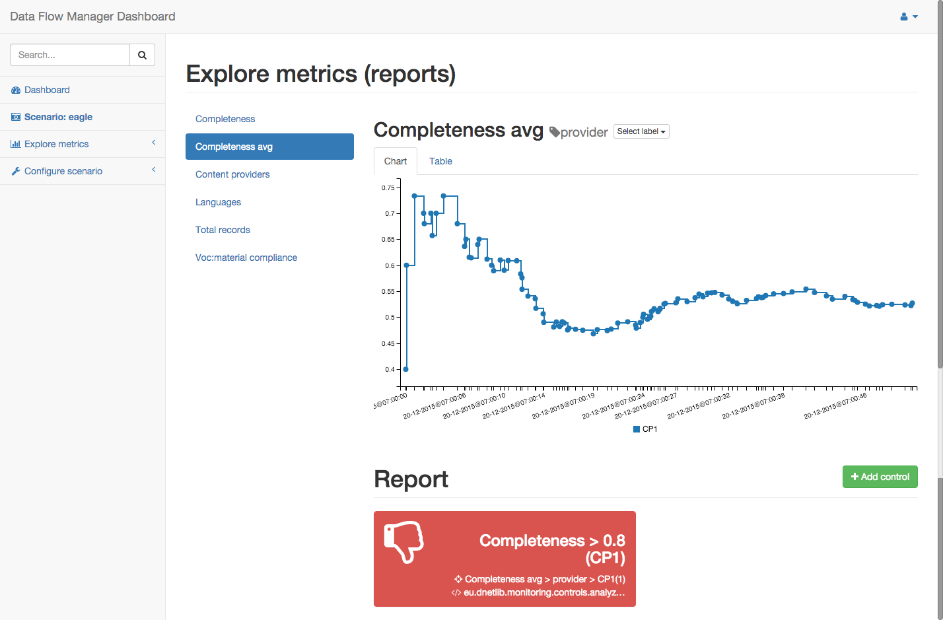 Data Flow Manager Dashboard
Search...
Dashboard
Scenario: eagle
Explore metrics
Configure scenario
Explore metrics (reports)
Completeness
Completeness avg
Content providers
Languages
Total records
Voc:material compliance
Completeness avg provider Select label
Chart Table
0.75
0.7
0.65
0.6
0.55
0.5
0.45
0.4
20-12-2015@07:00:06
20-12-2015@07:00:10
20-12-2015@07:00:14
20-12-2015@07:00:19
20-12-2015@07:00:24
20-12-2015@07:00:27
20-12-2015@07:00:32
20-12-2015@07:00:38
20-12-2015@07:00:46
CP1
Report
+ Add control
Completeness > 0.8
(CP1)
Completeness avg > provider > CP1(1)
</> eu.dnetlib.monitoring.controls.analyz...